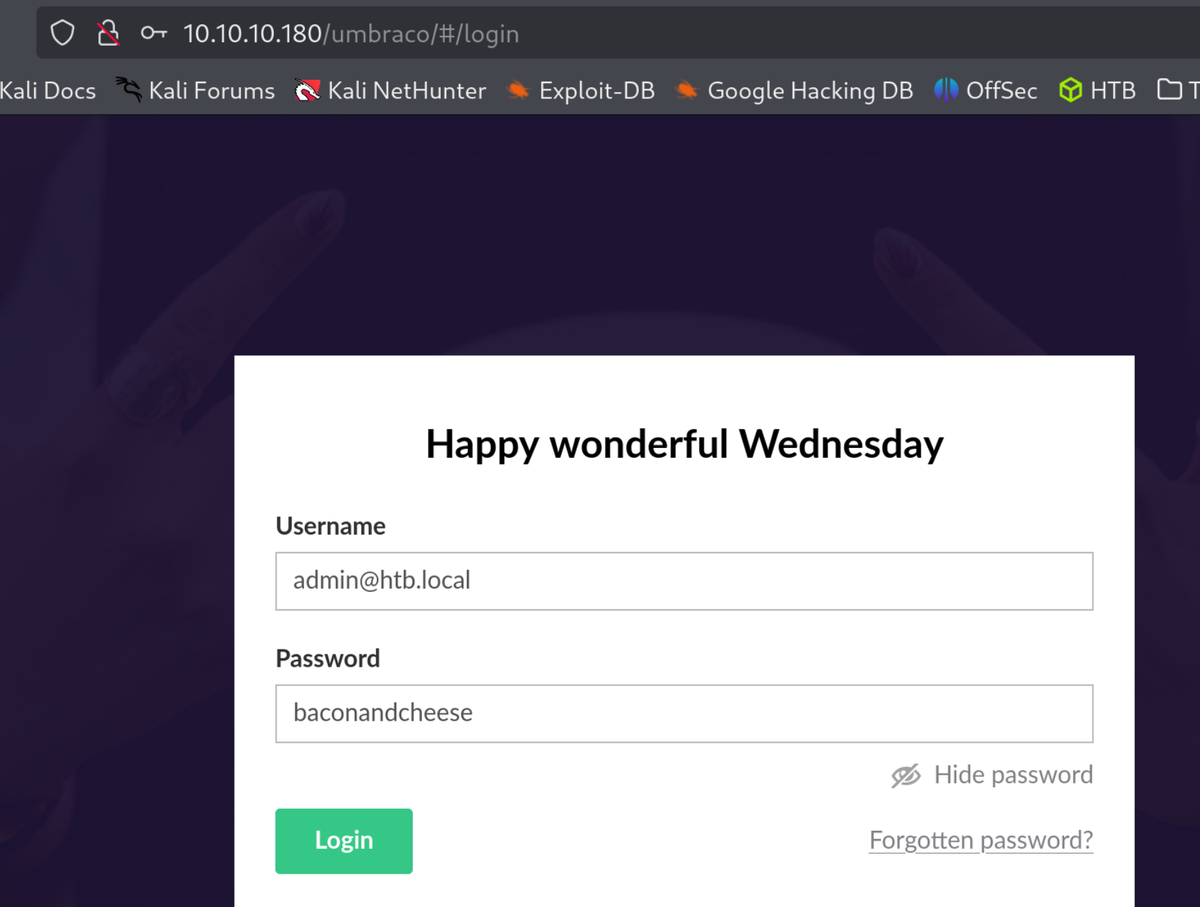 10.10.10.180/umbraco/#/login
Kali Docs Kali Forums Kali NetHunter Exploit-DB Google Hacking DB OffSec HTB T
Happy wonderful Wednesday
Username
admin@htb.local
Password
baconandcheese
Hide password
Login Forgotten password?